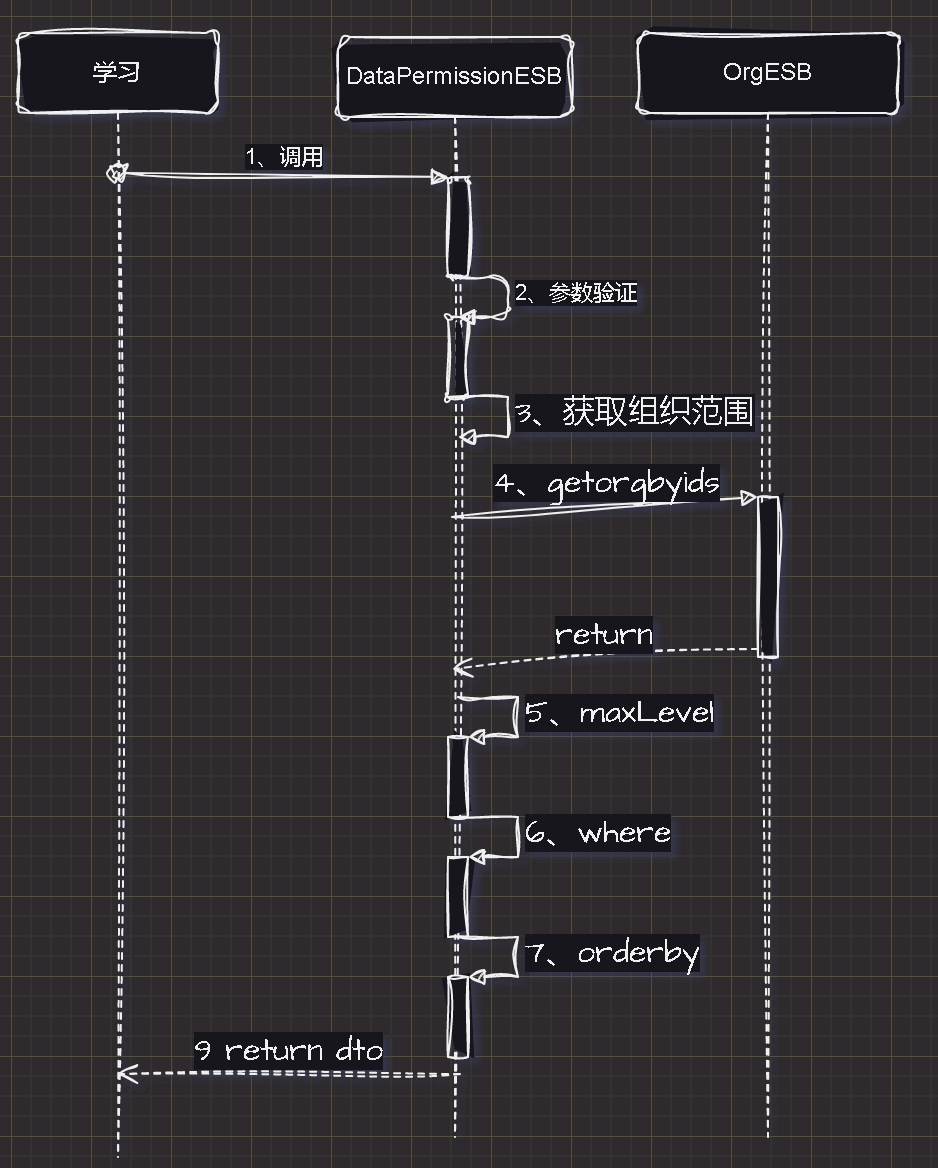 学习
DataPermissionESB
OrgESB
1、调用
2、参数验证
3、获取组织范围
4、getorgbyids
return
5、maxLevel
6、where
7、orderby
9 return dto